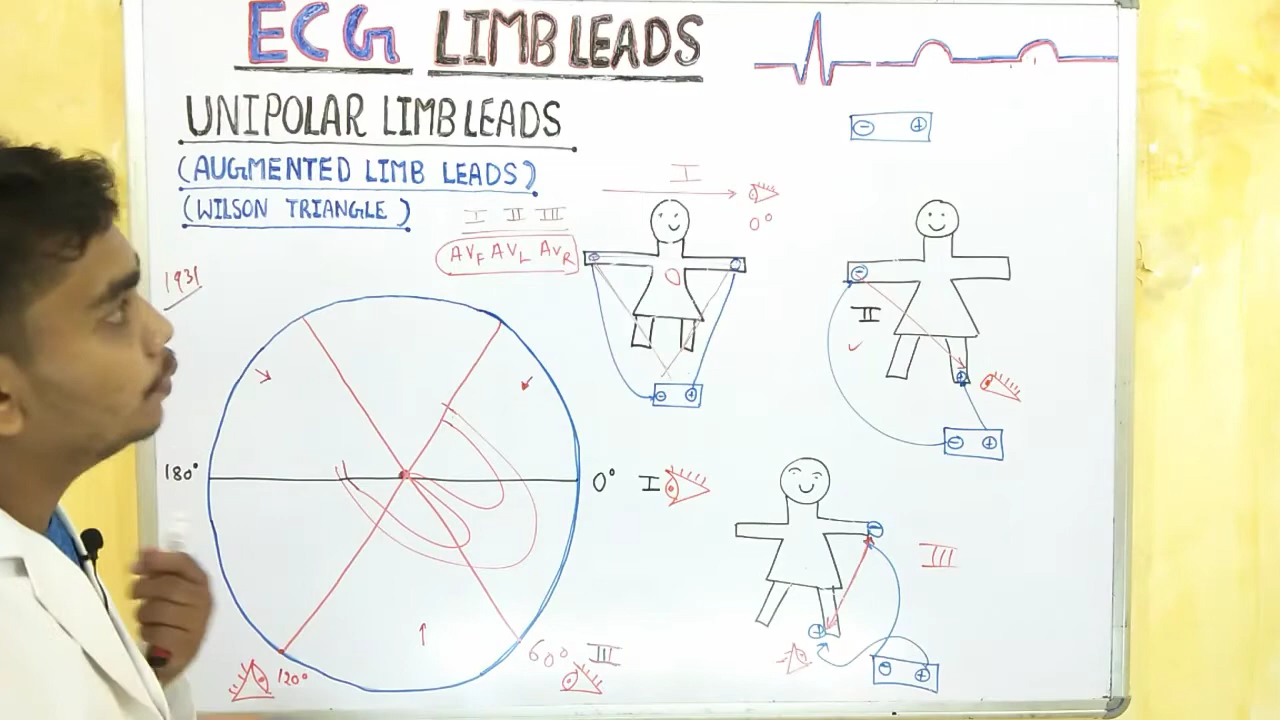 ECG LIMB LEADS
UNIPOLAR LIMB LEADS
(AUGMENTED LIMB LEADS)
(WILSON TRIANGLE)
I II III
AVF AVL AVR
1931
I
0°
- +
- +
II
- +
- +
180°
0° I
120°
60° III
III
- +
- +
- +